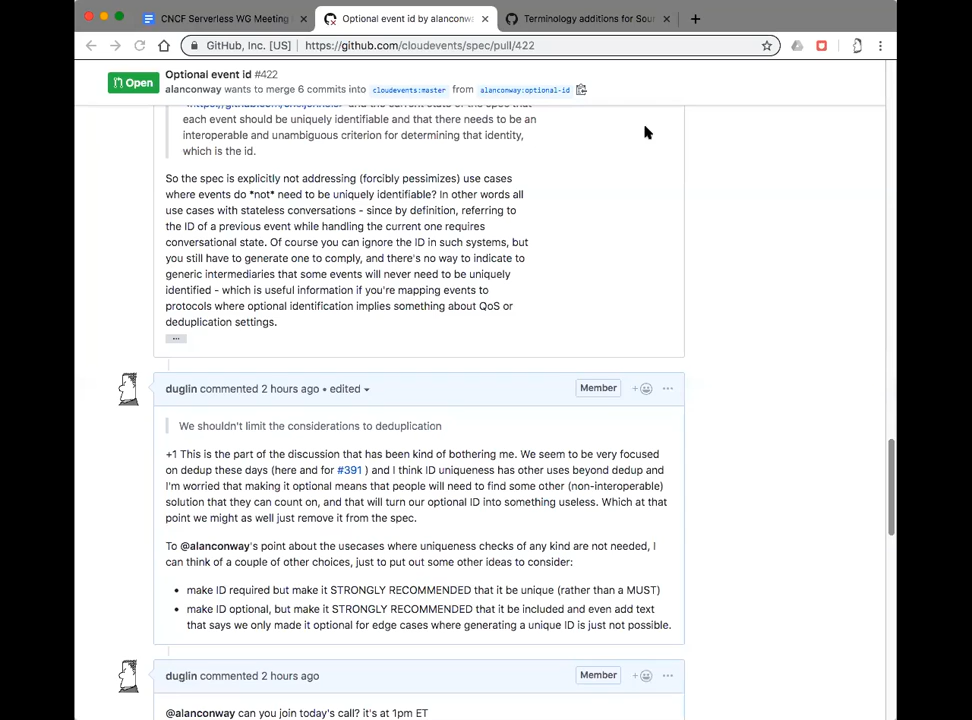 CNCF Serverless WG Meeting
Optional event id by alanconwa
Terminology additions for Sour
GitHub, Inc. [US] | https://github.com/cloudevents/spec/pull/422
Open
Optional event id #422
alanconway wants to merge 6 commits into cloudevents:master from alanconway:optional-id
each event should be uniquely identifiable and that there needs to be an
interoperable and unambiguous criterion for determining that identity,
which is the id.
So the spec is explicitly not addressing (forcibly pessimizes) use cases
where events do *not* need to be uniquely identifiable? In other words all
use cases with stateless conversations - since by definition, referring to
the ID of a previous event while handling the current one requires
conversational state. Of course you can ignore the ID in such systems, but
you still have to generate one to comply, and there's no way to indicate to
generic intermediaries that some events will never need to be uniquely
identified - which is useful information if you're mapping events to
protocols where optional identification implies something about QoS or
deduplication settings.
...
duglin commented 2 hours ago • edited
Member
We shouldn't limit the considerations to deduplication
+1 This is the part of the discussion that has been kind of bothering me. We seem to be very focused
on dedup these days (here and for #391 ) and I think ID uniqueness has other uses beyond dedup and
I'm worried that making it optional means that people will need to find some other (non-interoperable)
solution that they can count on, and that will turn our optional ID into something useless. Which at that
point we might as well just remove it from the spec.
To @alanconway's point about the usecases where uniqueness checks of any kind are not needed, I
can think of a couple of other choices, just to put out some other ideas to consider:
• make ID required but make it STRONGLY RECOMMENDED that it be unique (rather than a MUST)
• make ID optional, but make it STRONGLY RECOMMENDED that it be included and even add text
that says we only made it optional for edge cases where generating a unique ID is just not possible.
duglin commented 2 hours ago
Member
@alanconway can you join today's call? it's at 1pm ET